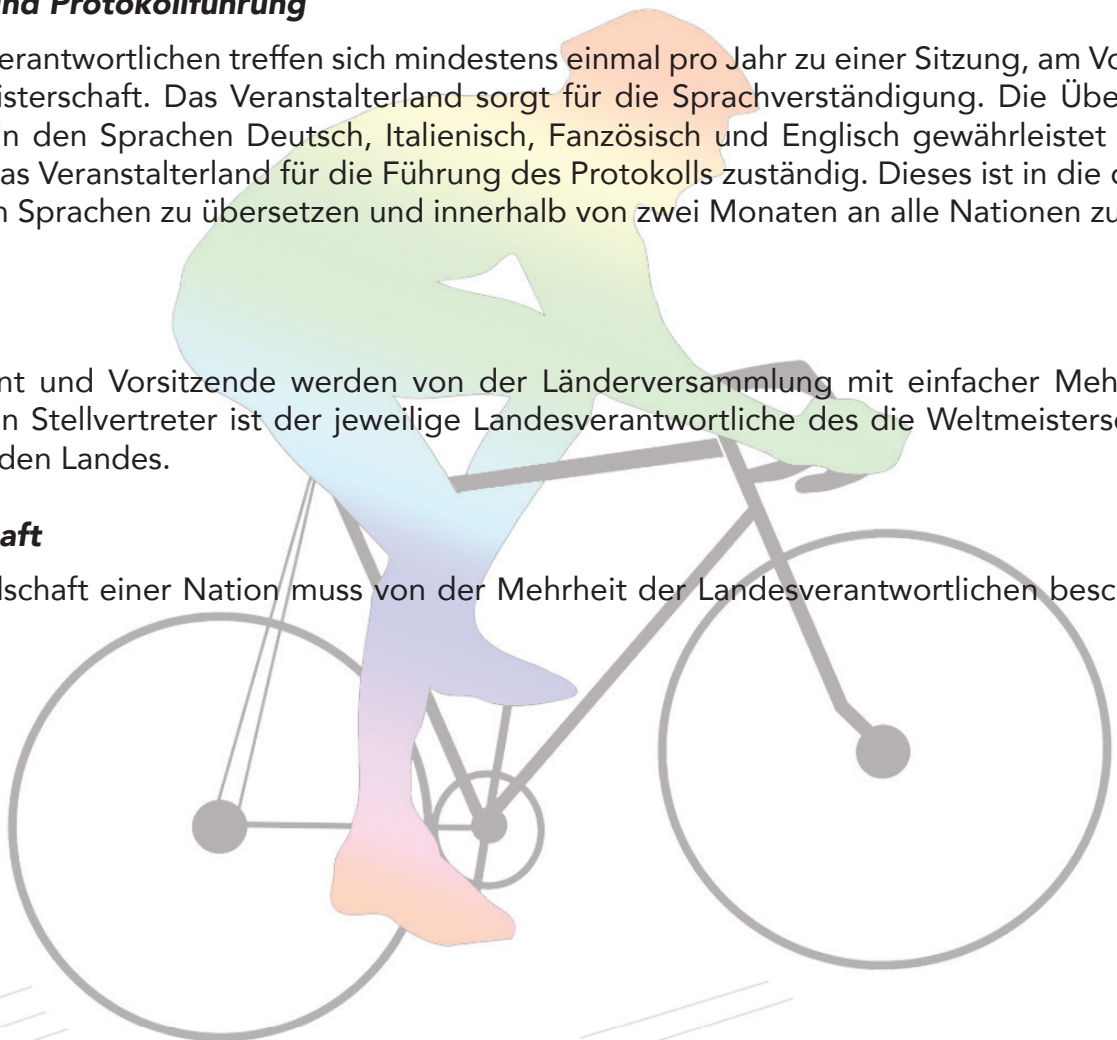 und Protokollführung
erantwortlichen treffen sich mindestens einmal pro Jahr zu einer Sitzung, am Vo
eisterschaft. Das Veranstalterland sorgt für die Sprachverständigung. Die Übe
in den Sprachen Deutsch, Italienisch, Fanzösisch und Englisch gewährleistet
as Veranstalterland für die Führung des Protokolls zuständig. Dieses ist in die
n Sprachen zu übersetzen und innerhalb von zwei Monaten an alle Nationen zu
nt und Vorsitzende werden von der Länderversammlung mit einfacher Meh
n Stellvertreter ist der jeweilige Landesverantwortliche des die Weltmeisters
den Landes.
aft
dschaft einer Nation muss von der Mehrheit der Landesverantwortlichen besc